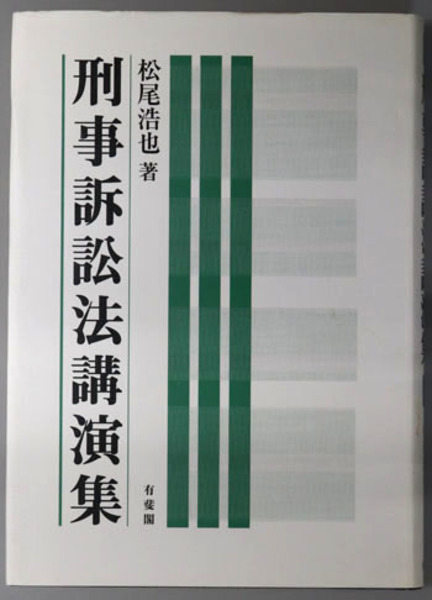 松尾浩也 著
刑事訴訟法講演集
有斐閣